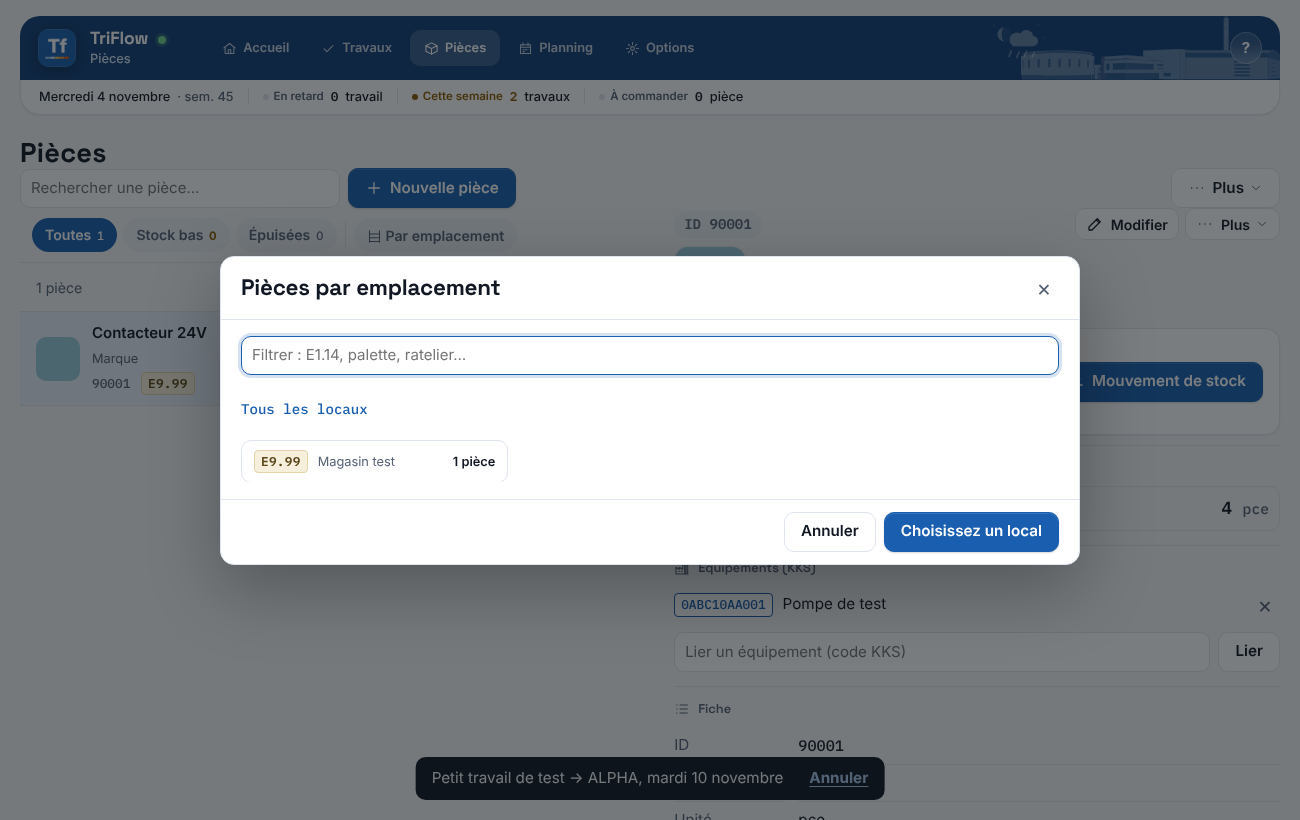 Tf
TriFlow
Pièces
Accueil
Travaux
Pièces
Planning
Options
?
Mercredi 4 novembre · sem. 45
En retard 0 travail
Cette semaine 2 travaux
À commander 0 pièce
Pièces
Rechercher une pièce...
+ Nouvelle pièce
··· Plus
Toutes 1
Stock bas 0
Épuisées 0
Par emplacement
ID 90001
Modifier
··· Plus
1 pièce
Contacteur 24V
Marque
90001 E9.99
Pièces par emplacement
×
Filtrer : E1.14, palette, ratelier...
Tous les locaux
E9.99 Magasin test 1 pièce
Annuler
Choisissez un local
Mouvement de stock
4 pce
Équipements (KKS)
0ABC10AA001 Pompe de test
×
Lier un équipement (code KKS)
Lier
Fiche
ID 90001
Petit travail de test → ALPHA, mardi 10 novembre Annuler
Unité pce